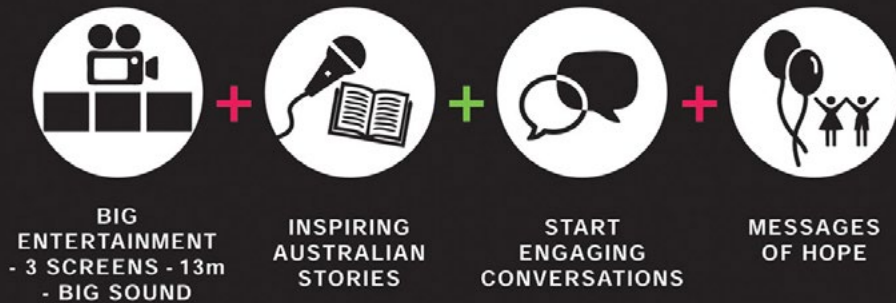 + + +
BIG
ENTERTAINMENT
- 3 SCREENS - 13m
- BIG SOUND
INSPIRING
AUSTRALIAN
STORIES
START
ENGAGING
CONVERSATIONS
MESSAGES
OF HOPE